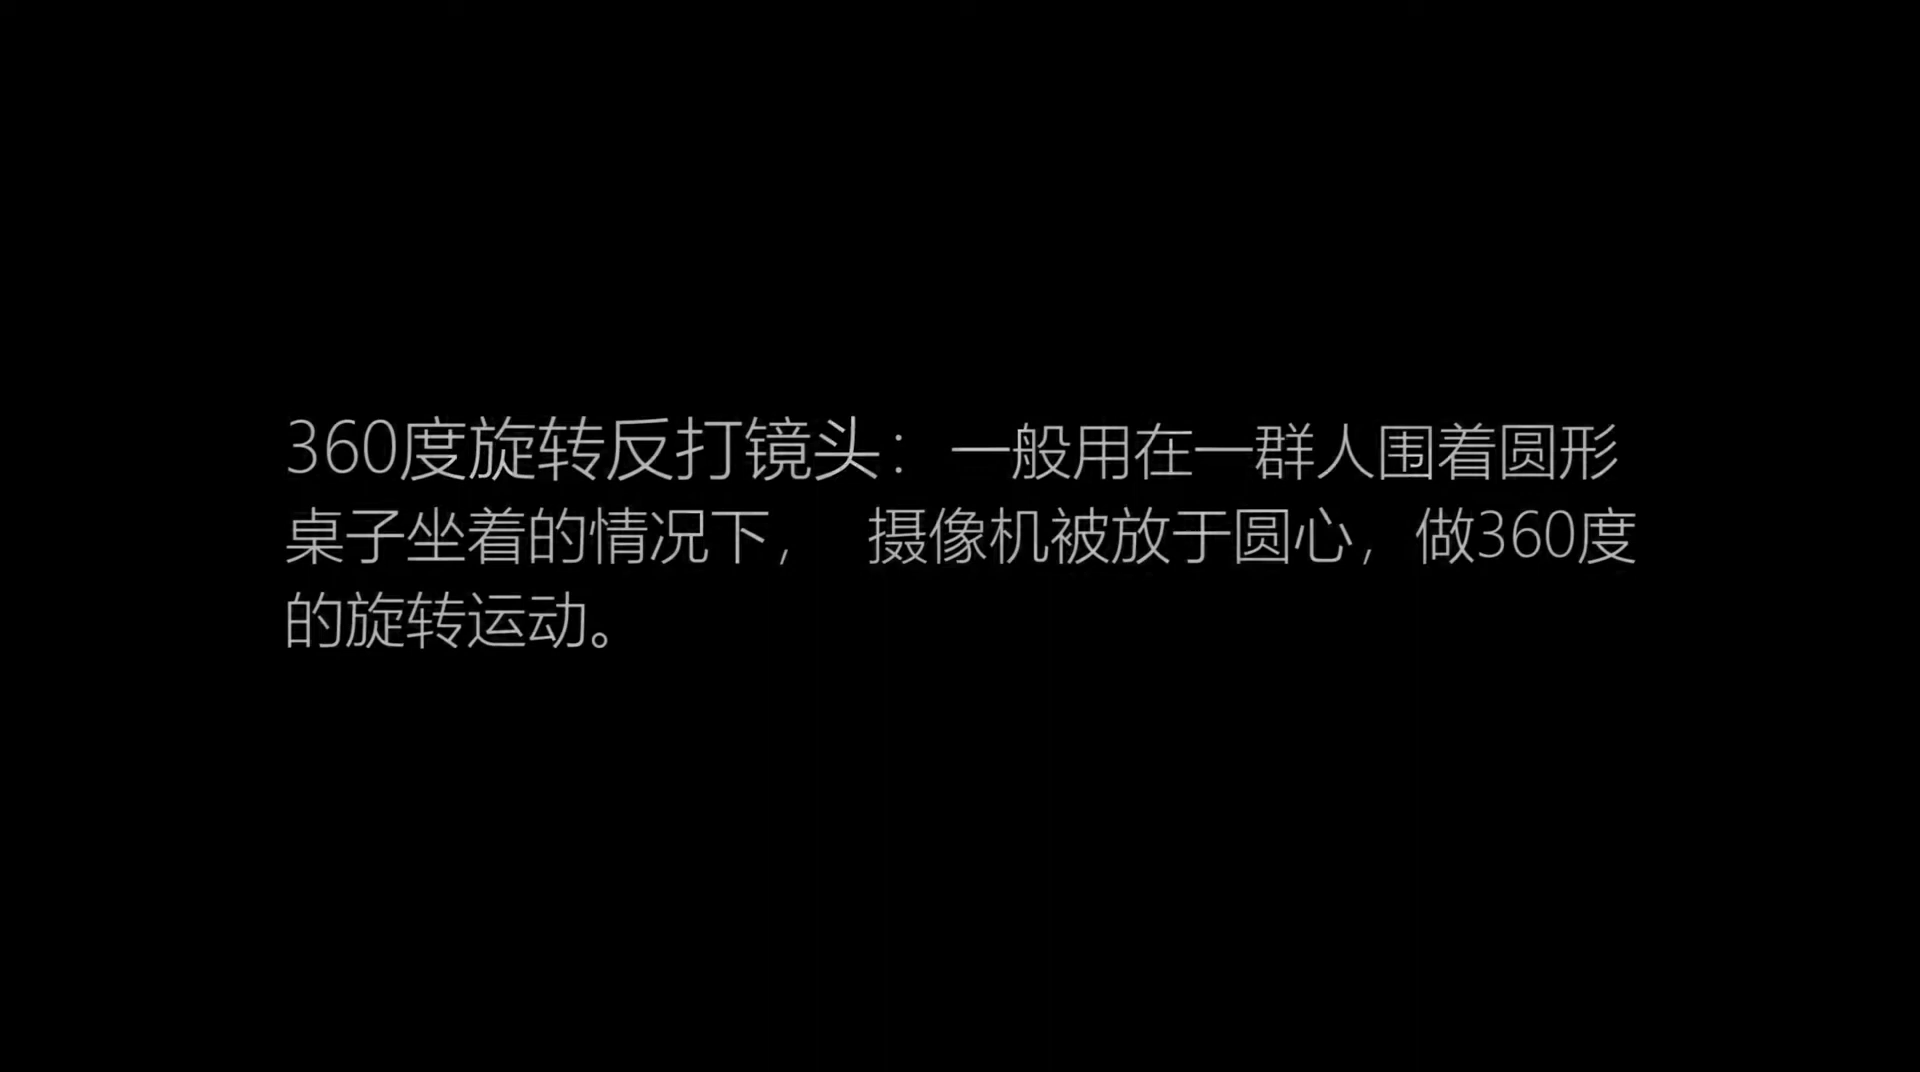 360度旋转反打镜头：一般用在一群人围着圆形
桌子坐着的情况下， 摄像机被放于圆心，做360度
的旋转运动。